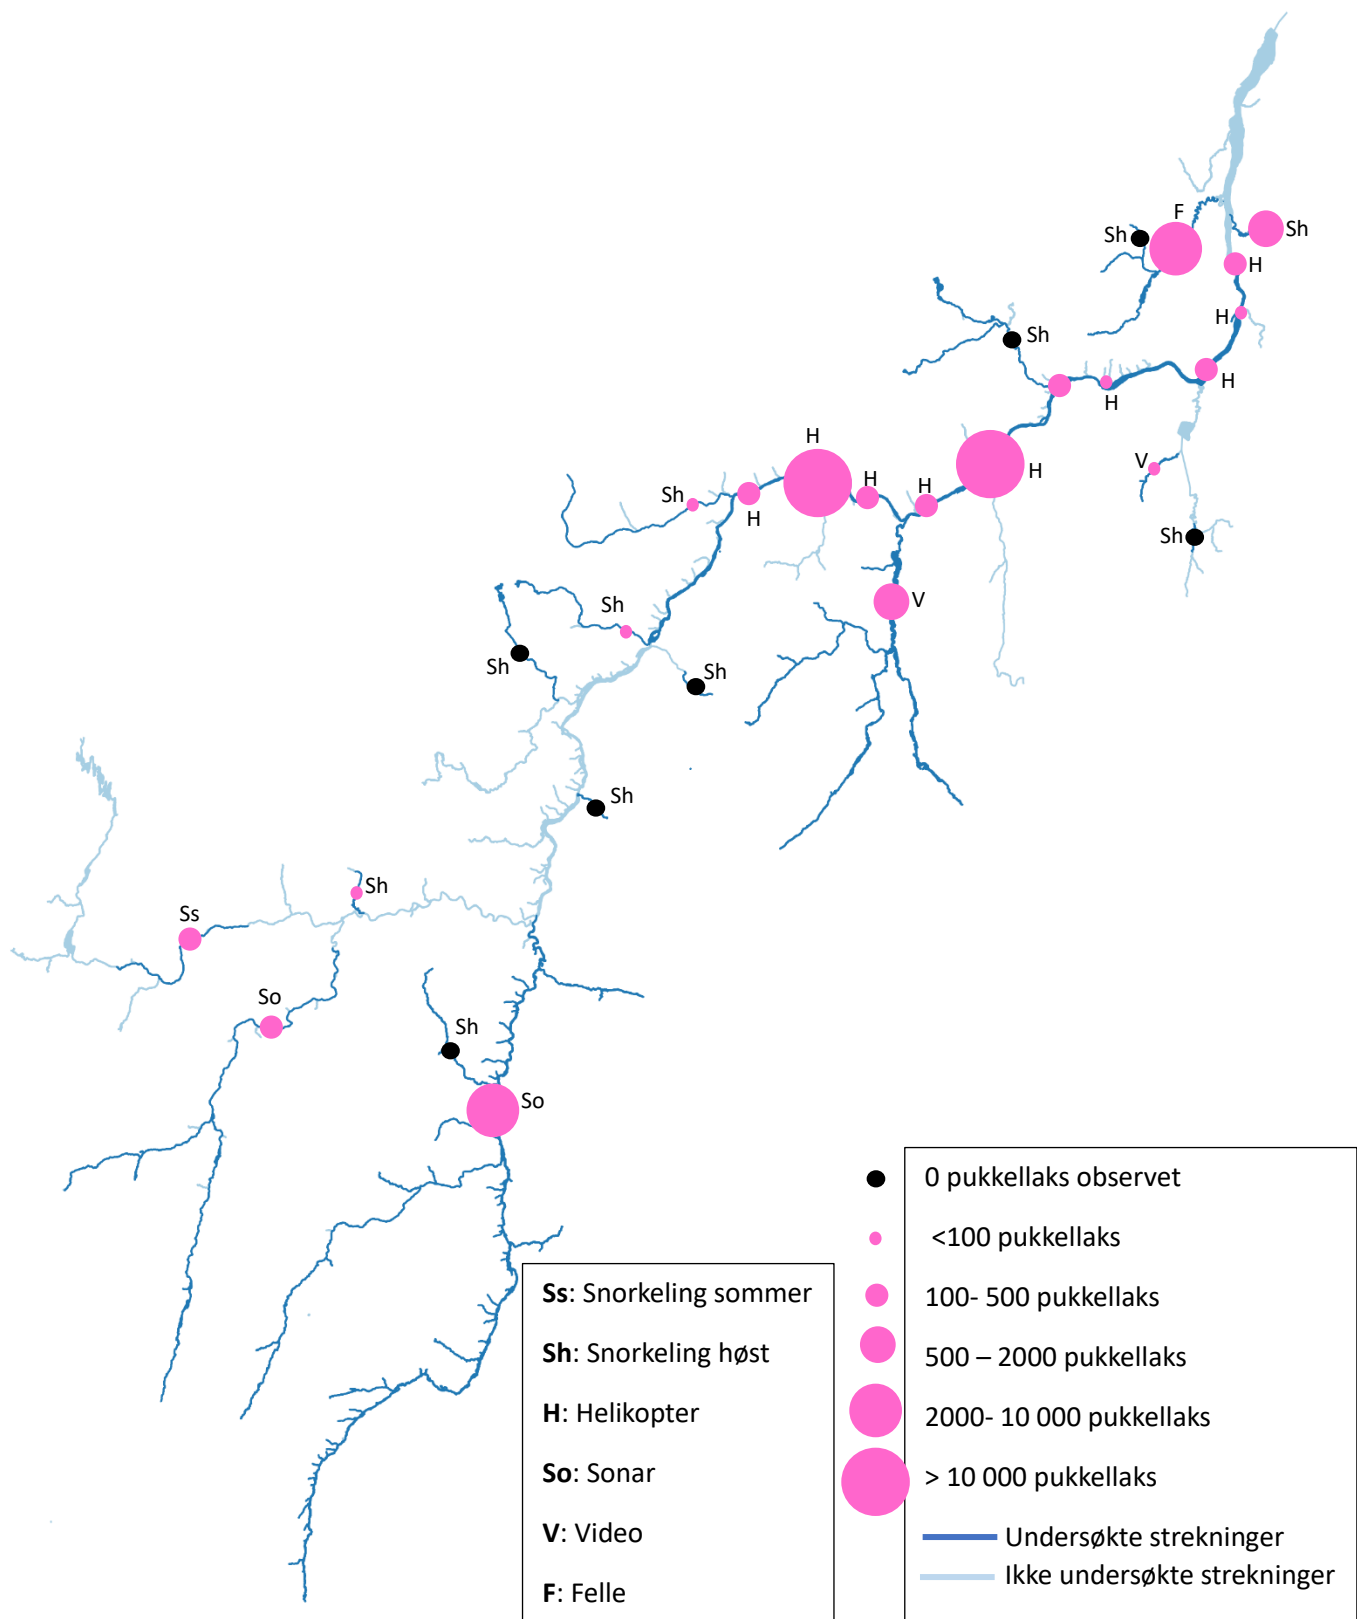 F
Sh
Sh
H
H
Sh
H
H
H
H
V
H
H
Sh
H
Sh
V
Sh
Sh
Sh
Sh
Sh
Ss
So
Sh
So
0 pukkellaks observet
<100 pukkellaks
100- 500 pukkellaks
500 – 2000 pukkellaks
2000- 10 000 pukkellaks
> 10 000 pukkellaks
Undersøkte strekninger
Ikke undersøkte strekninger
Ss: Snorkeling sommer
Sh: Snorkeling høst
H: Helikopter
So: Sonar
V: Video
F: Felle